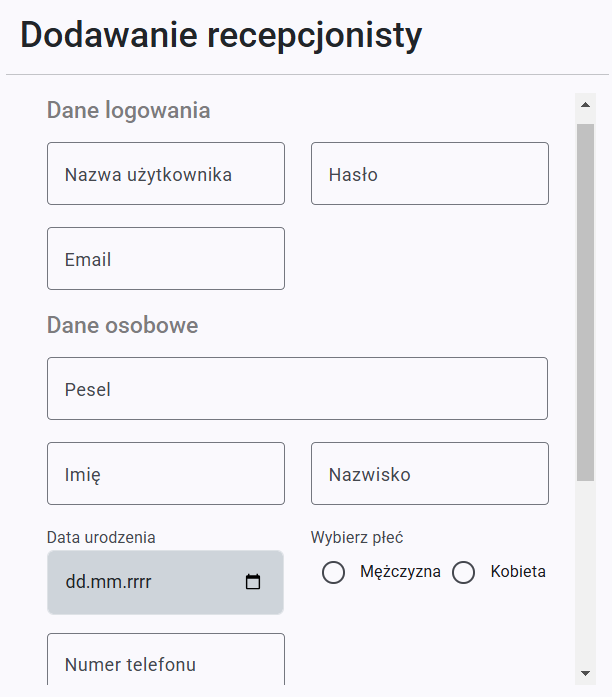 Dodawanie recepcjonisty
Dane logowania
Nazwa użytkownika
Hasło
Email
Dane osobowe
Pesel
Imię
Nazwisko
Data urodzenia
Wybierz płeć
dd.mm.rrrr
Mężczyzna
Kobieta
Numer telefonu